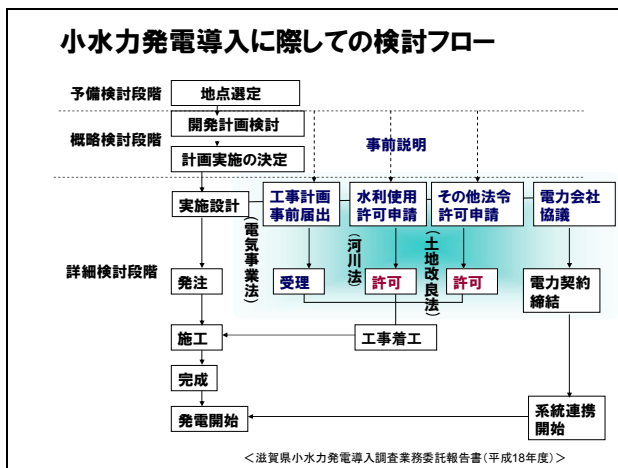 小水力発電導入に際しての検討フロー
予備検討段階
地点選定
開発計画検討
概略検討段階
事前説明
計画実施の決定
実施設計
工事計画
事前届出
水利使用
許可申請
その他法令
許可申請
電力会社
協議
(電気事業法)
(河川法)
(土地改良法)
詳細検討段階
発注
受理
許可
許可
電力契約
締結
施工
工事着工
完成
発電開始
系統連携
開始
＜滋賀県小水力発電導入調査業務委託報告書(平成18年度)＞